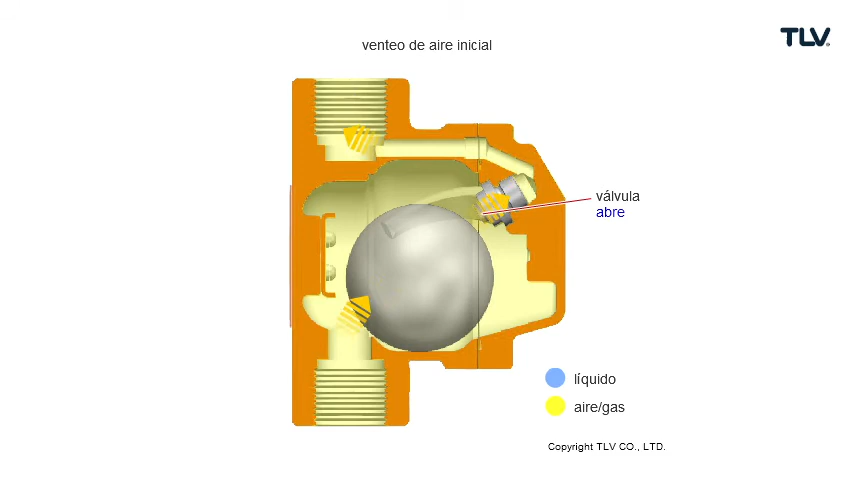 TLV
venteo de aire inicial
válvula
abre
líquido
aire/gas
Copyright TLV CO., LTD.